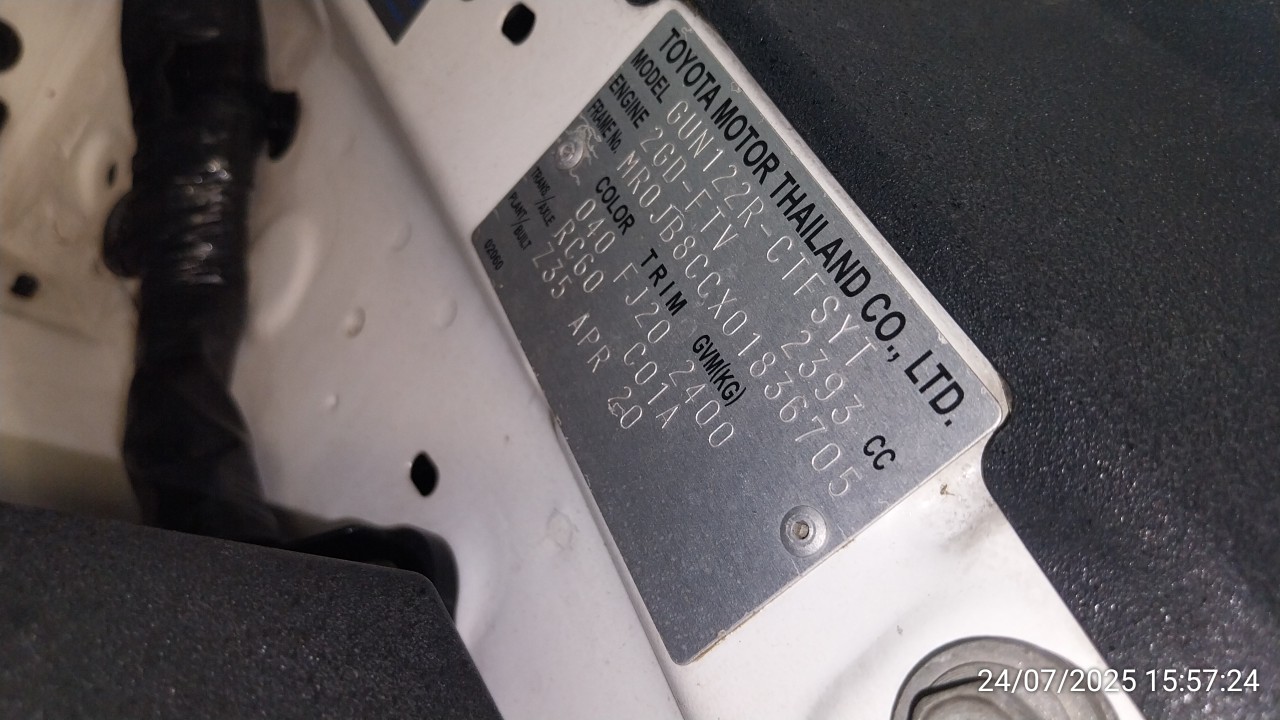 TOYOTA MOTOR THAILAND CO., LTD.
MODEL GUN122R-CTFSYT
ENGINE 2GD-FTV 2393 CC
FRAME No. MR0JB8CCX01836705
COLOR TRIM GVM(KG)
040 FJ20 2400
TRANS/AXLE RC60 C01A
PLANT/BUILT Z35 APR 20
02060
24/07/2025 15:57:24